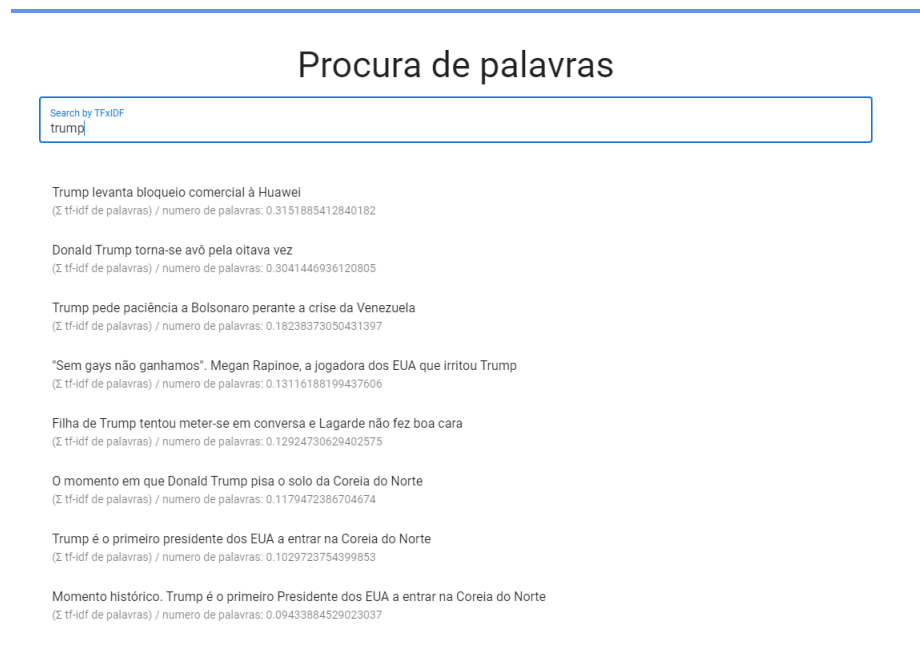 Procura de palavras
Search by TFxIDF
trump
Trump levanta bloqueio comercial à Huawei
(Σ tf-idf de palavras) / numero de palavras: 0.3151885412840182
Donald Trump torna-se avô pela oitava vez
(Σ tf-idf de palavras) / numero de palavras: 0.3041446936120805
Trump pede paciência a Bolsonaro perante a crise da Venezuela
(Σ tf-idf de palavras) / numero de palavras: 0.18238373050431397
"Sem gays não ganhamos". Megan Rapinoe, a jogadora dos EUA que irritou Trump
(Σ tf-idf de palavras) / numero de palavras: 0.13116188199437606
Filha de Trump tentou meter-se em conversa e Lagarde não fez boa cara
(Σ tf-idf de palavras) / numero de palavras: 0.12924730629402575
O momento em que Donald Trump pisa o solo da Coreia do Norte
(Σ tf-idf de palavras) / numero de palavras: 0.1179472386704674
Trump é o primeiro presidente dos EUA a entrar na Coreia do Norte
(Σ tf-idf de palavras) / numero de palavras: 0.1029723754399853
Momento histórico. Trump é o primeiro Presidente dos EUA a entrar na Coreia do Norte
(Σ tf-idf de palavras) / numero de palavras: 0.09433884529023037